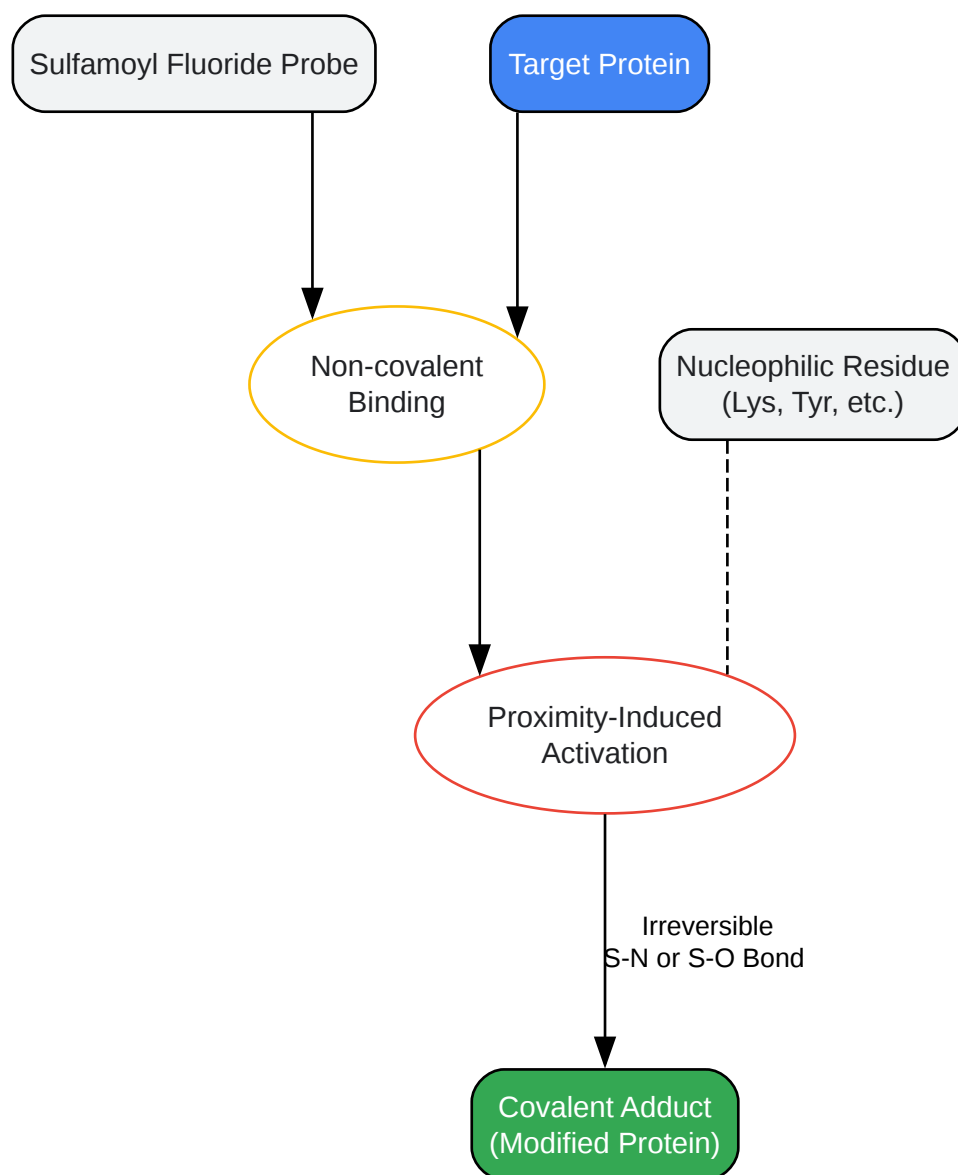 Sulfamoyl Fluoride Probe
Target Protein
Non-covalent
Binding
Nucleophilic Residue
(Lys, Tyr, etc.)
Proximity-Induced
Activation
Irreversible
S-N or S-O Bond
Covalent Adduct
(Modified Protein)